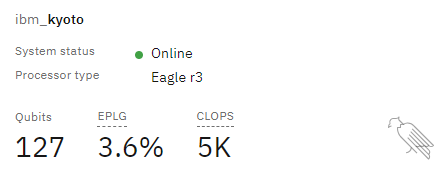 ibm_kyoto
System status Online
Processor type Eagle r3
Qubits EPLG CLOPS
127 3.6% 5K